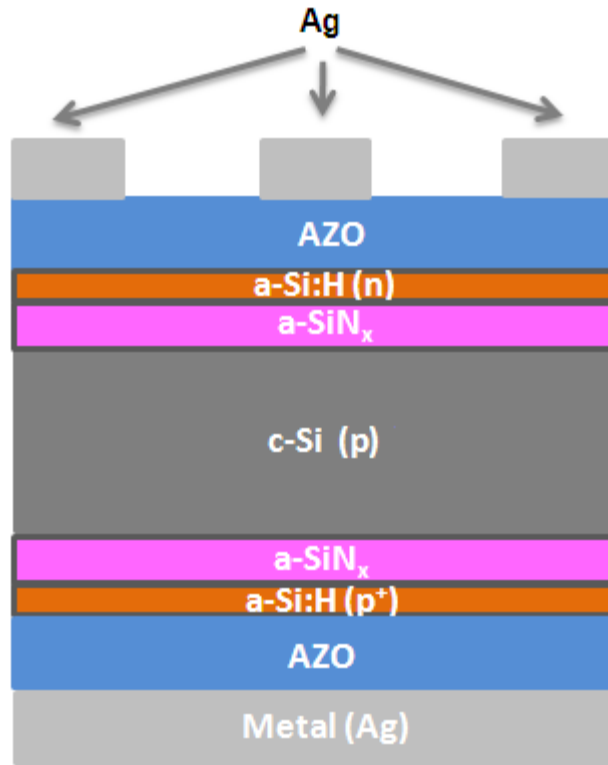 Ag
AZO
a-Si:H (n)
a-SiNₓ
c-Si (p)
a-SiNₓ
a-Si:H (p⁺)
AZO
Metal (Ag)